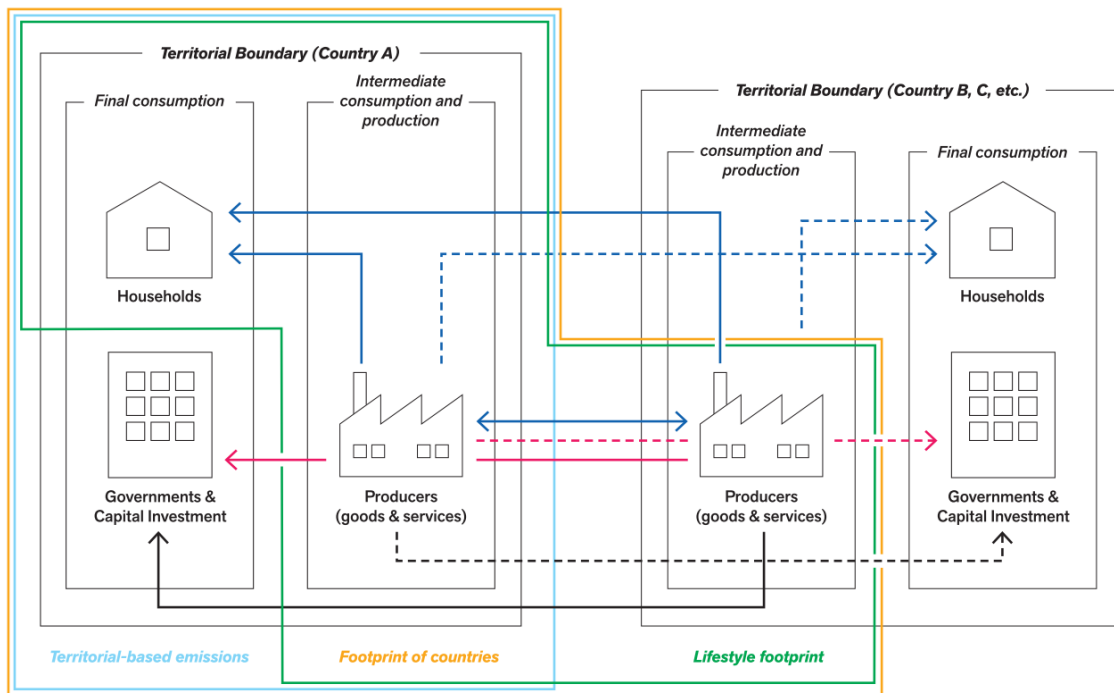 Territorial Boundary (Country A)
Final consumption
Intermediate
consumption and
production
Households
Governments &
Capital Investment
Producers
(goods & services)
Territorial Boundary (Country B, C, etc.)
Intermediate
consumption and
production
Final consumption
Households
Producers
(goods & services)
Governments &
Capital Investment
Territorial-based emissions
Footprint of countries
Lifestyle footprint